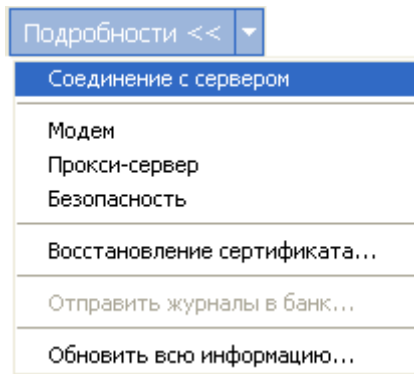 Подробности <<
Соединение с сервером
Модем
Прокси-сервер
Безопасность
Восстановление сертификата...
Отправить журналы в банк...
Обновить всю информацию...